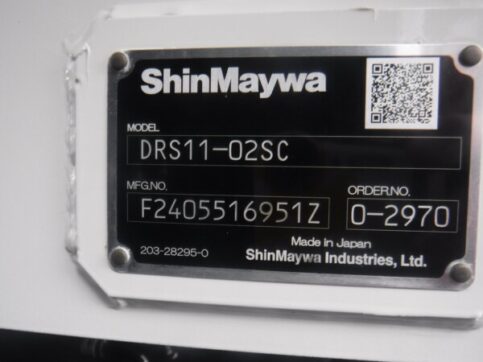 ShinMaywa
MODEL
DRS11-02SC
MFG.NO.
F2405516951Z
ORDER.NO.
0-2970
203-28295-0
Made in Japan
ShinMaywa Industries, Ltd.